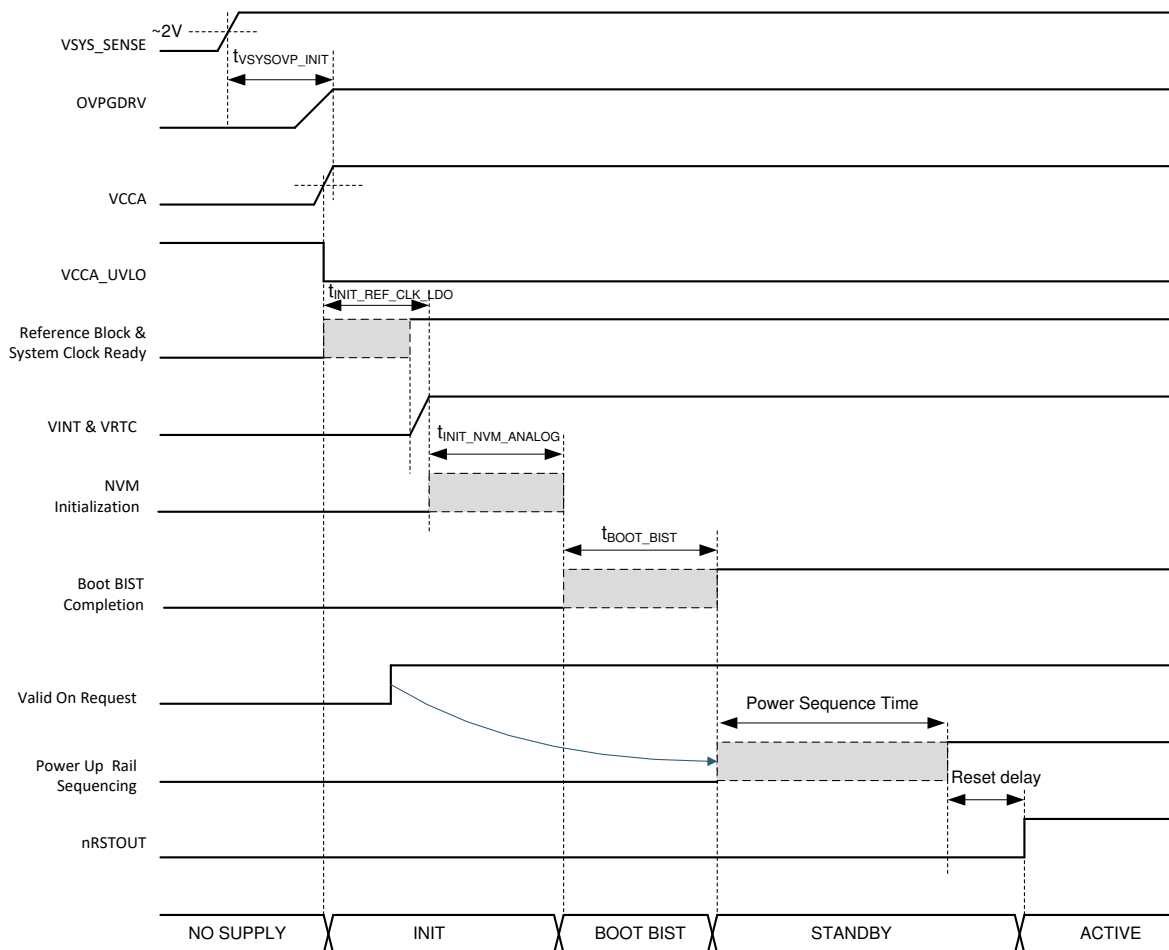 ~2V
VSYS_SENSE
tVSYSOVP_INIT
OVPGDRV
VCCA
VCCA_UVLO
tINIT_REF_CLK_LDO
Reference Block &
System Clock Ready
VINT & VRTC
tINIT_NVM_ANALOG
NVM
Initialization
tBOOT_BIST
Boot BIST
Completion
Valid On Request
Power Sequence Time
Power Up Rail
Sequencing
Reset delay
nRSTOUT
NO SUPPLY
INIT
BOOT BIST
STANDBY
ACTIVE